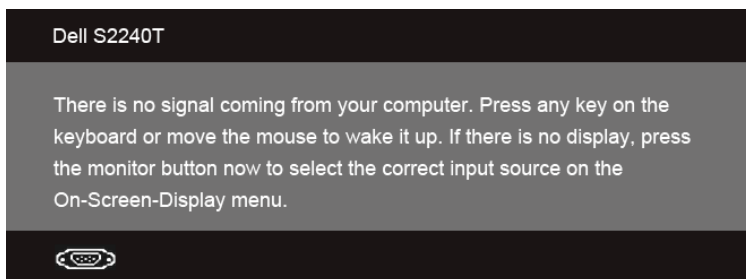 Dell S2240T
There is no signal coming from your computer. Press any key on the
keyboard or move the mouse to wake it up. If there is no display, press
the monitor button now to select the correct input source on the
On-Screen-Display menu.